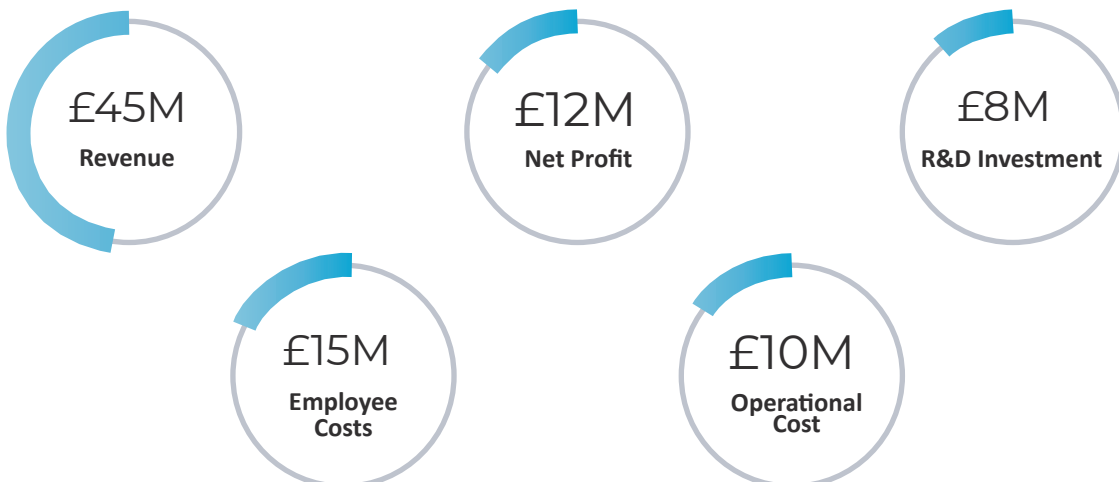 £45M
Revenue
£12M
Net Profit
£8M
R&D Investment
£15M
Employee
Costs
£10M
Operational
Cost